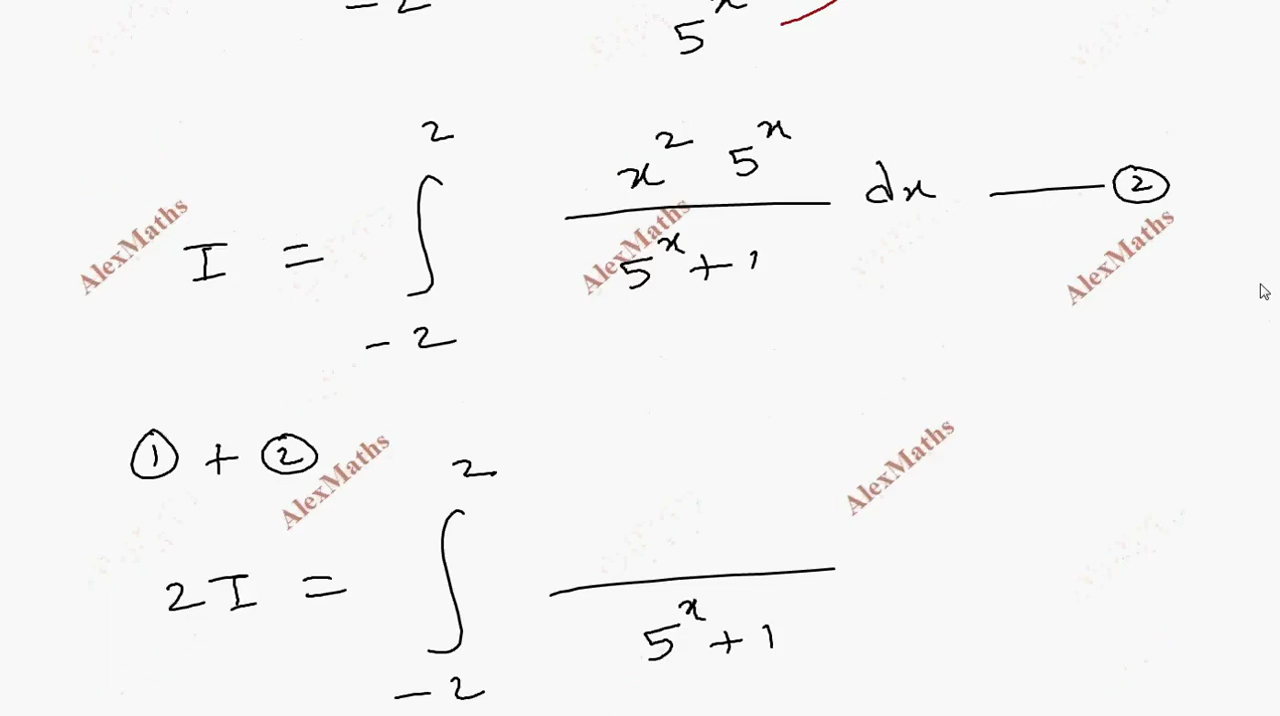 - 2
5^x
2
I = ∫ x^2 5^x / 5^x + 1 dx —— ②
- 2
① + ②
2
2I = ∫ / 5^x + 1
- 2
AlexMaths
AlexMaths
AlexMaths
AlexMaths
AlexMaths